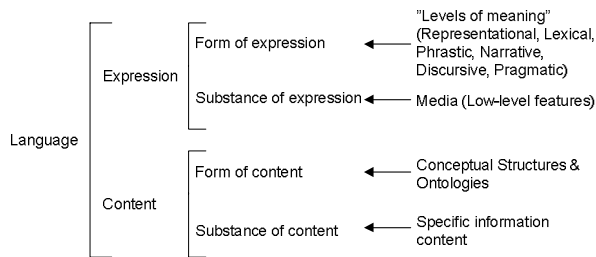 ”Levels of meaning”
(Representational, Lexical,
Phrastic, Narrative,
Discursive, Pragmatic)
Form of expression
Expression
Substance of expression
Media (Low-level features)
Language
Form of content
Conceptual Structures &
Ontologies
Content
Substance of content
Specific information
content